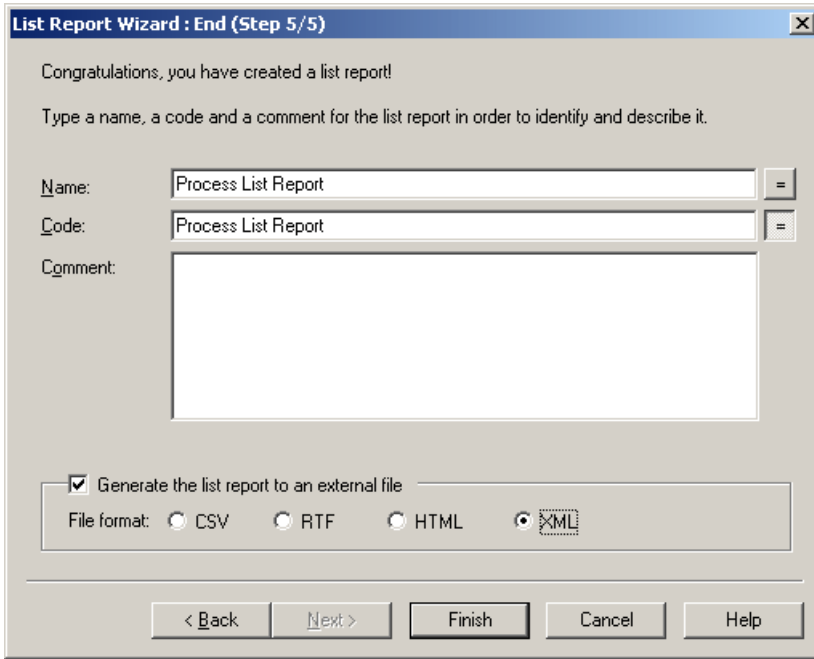 List Report Wizard : End (Step 5/5)
Congratulations, you have created a list report!
Type a name, a code and a comment for the list report in order to identify and describe it.
Name: Process List Report =
Code: Process List Report =
Comment:
Generate the list report to an external file
File format: CSV RTF HTML XML
< Back Next > Finish Cancel Help